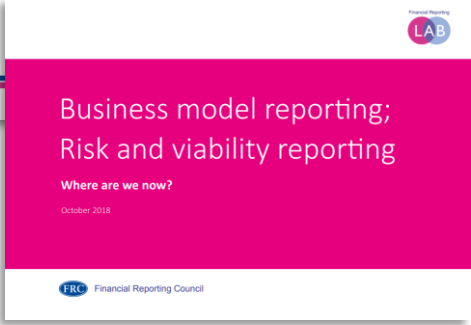 Financial Reporting
LAB
Business model reporting;
Risk and viability reporting
Where are we now?
October 2018
FRC Financial Reporting Council